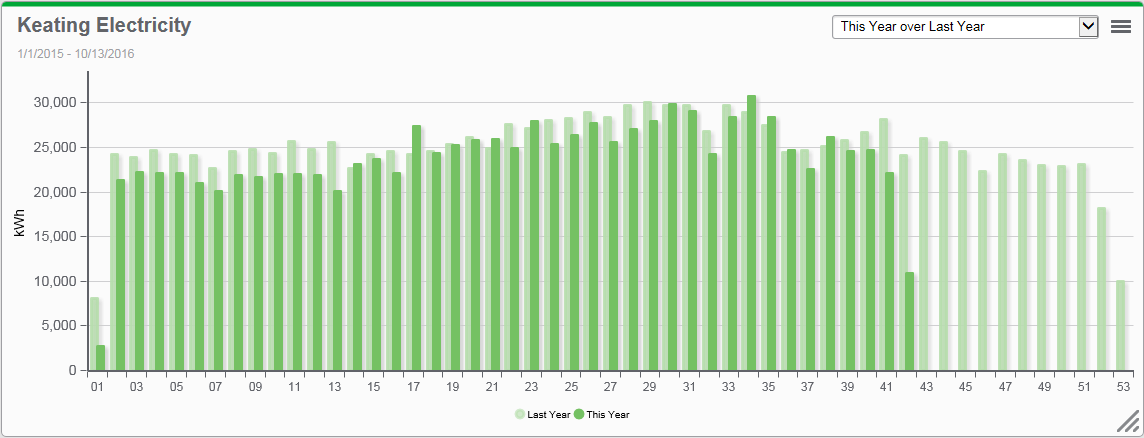 Keating Electricity
This Year over Last Year
1/1/2015 - 10/13/2016
kWh
30,000
25,000
20,000
15,000
10,000
5,000
0
01 03 05 07 09 11 13 15 17 19 21 23 25 27 29 31 33 35 37 39 41 43 45 47 49 51 53
Last Year This Year